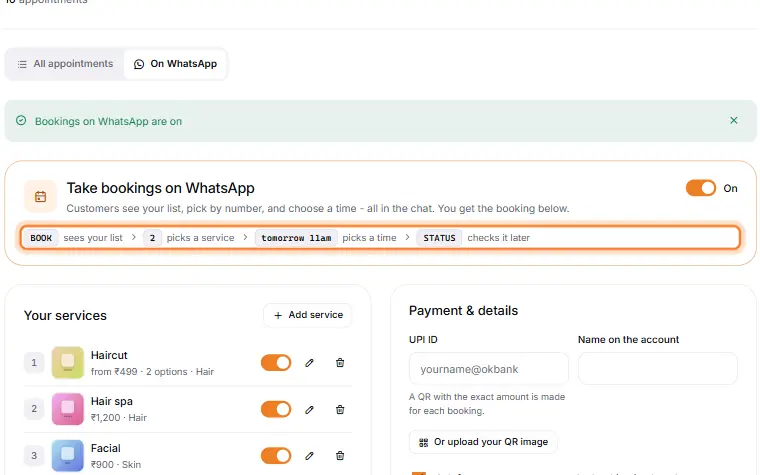 10 appointments
All appointments
On WhatsApp
Bookings on WhatsApp are on
Take bookings on WhatsApp
On
Customers see your list, pick by number, and choose a time - all in the chat. You get the booking below.
BOOK sees your list > 2 picks a service > tomorrow 11am picks a time > STATUS checks it later
Your services
Add service
1
Haircut
from ₹499 · 2 options · Hair
2
Hair spa
₹1,200 · Hair
3
Facial
₹900 · Skin
Payment & details
UPI ID
Name on the account
yourname@okbank
A QR with the exact amount is made
for each booking.
Or upload your QR image